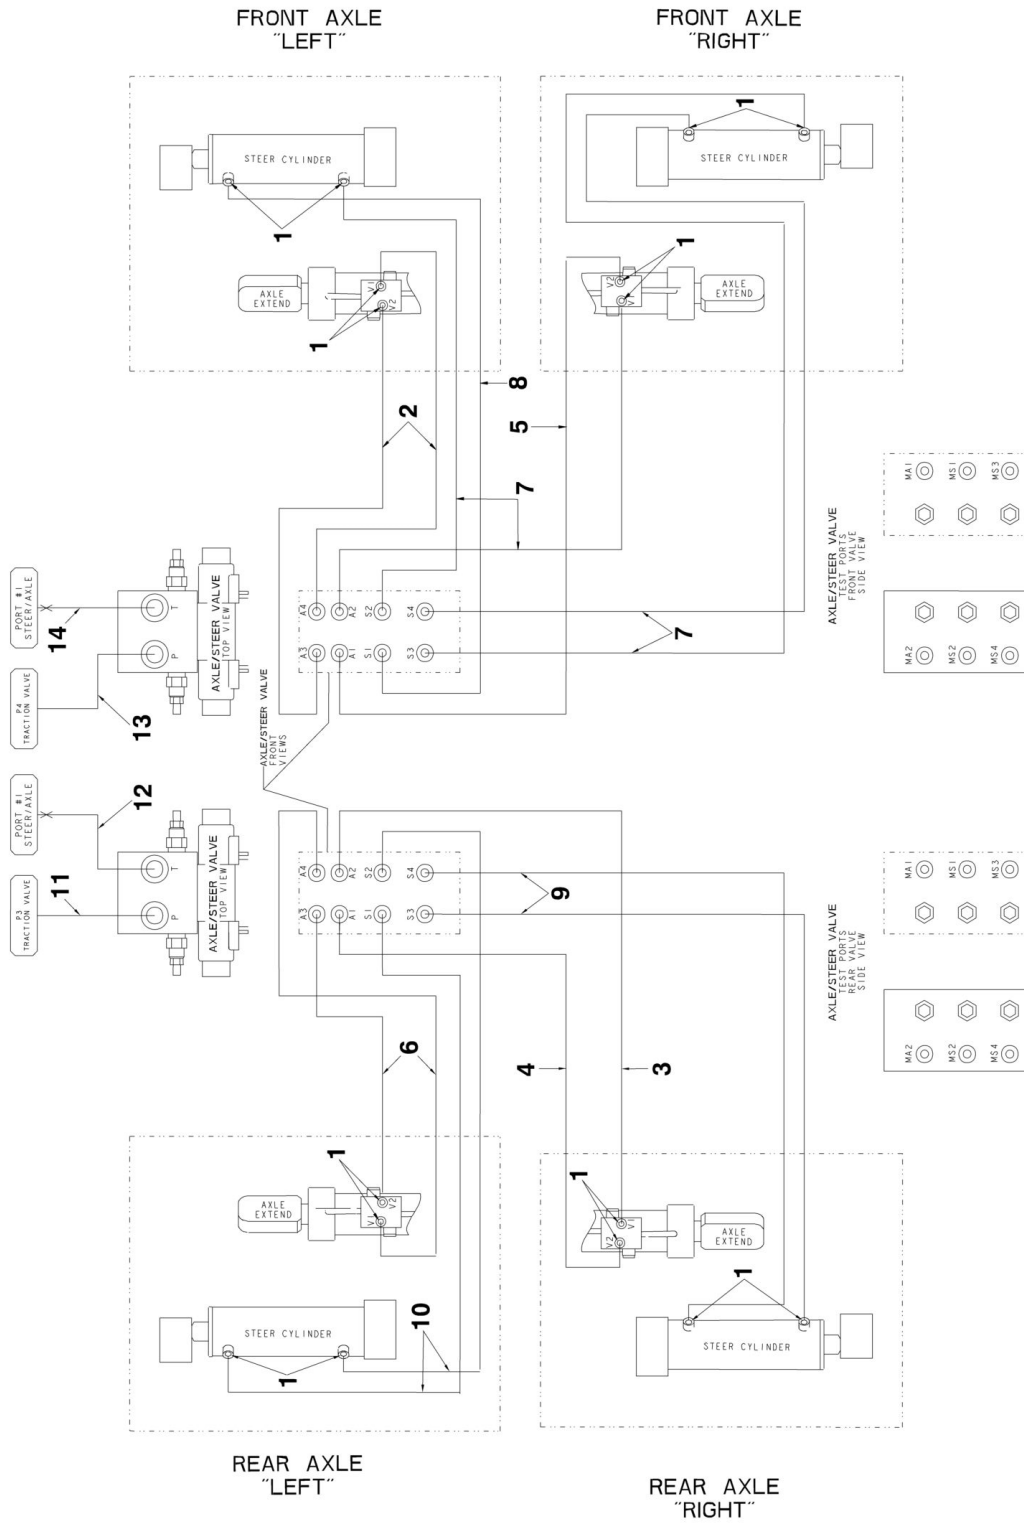 FRONT AXLE
"LEFT"
FRONT AXLE
"RIGHT"
STEER CYLINDER
1
AXLE
EXTEND
V1
V2
1
1
STEER CYLINDER
1
V2
V1
AXLE
EXTEND
8
2
5
7
PORT #1
STEER/AXLE
14
T
P
P4
TRACTION VALVE
13
AXLE/STEER VALVE
TOP VIEW
A4
A2
S2
S4
A3
A1
S1
S3
7
AXLE/STEER VALVE
FRONT
VIEWS
AXLE/STEER VALVE
TEST PORTS
FRONT VALVE
SIDE VIEW
MA1
MS1
MS3
MA2
MS2
MS4
PORT #1
STEER/AXLE
12
T
P
P3
TRACTION VALVE
11
AXLE/STEER VALVE
TOP VIEW
A4
A2
S2
S4
A3
A1
S1
S3
9
AXLE/STEER VALVE
TEST PORTS
REAR VALVE
SIDE VIEW
MA1
MS1
MS3
MA2
MS2
MS4
6
4
3
AXLE
EXTEND
1
V2
V1
STEER CYLINDER
1
10
1
V2
V1
AXLE
EXTEND
1
STEER CYLINDER
REAR AXLE
"LEFT"
REAR AXLE
"RIGHT"